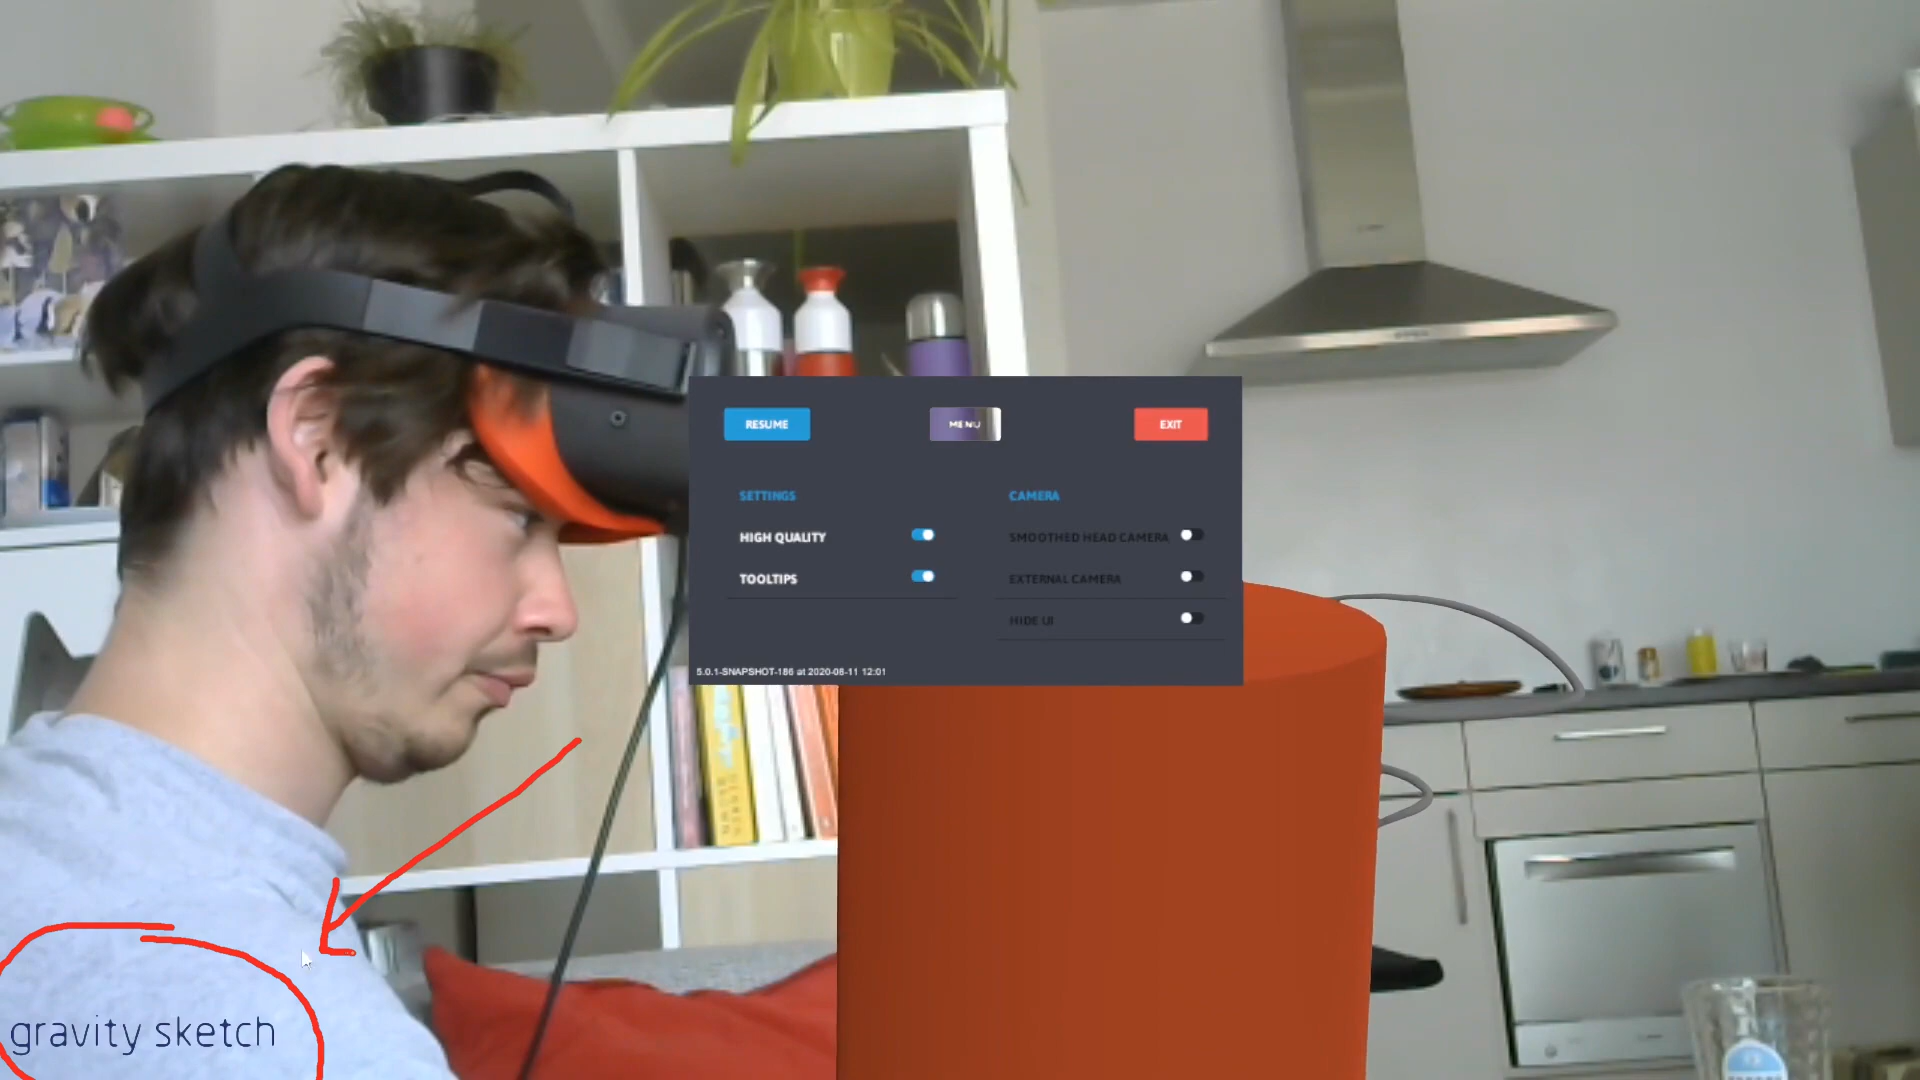 RESUME
MENU
EXIT
SETTINGS
CAMERA
HIGH QUALITY
SMOOTHED HEAD CAMERA
TOOLTIPS
EXTERNAL CAMERA
HIDE UI
5.0.1-SNAPSHOT-186 at 2020-08-11 12:01
gravity sketch